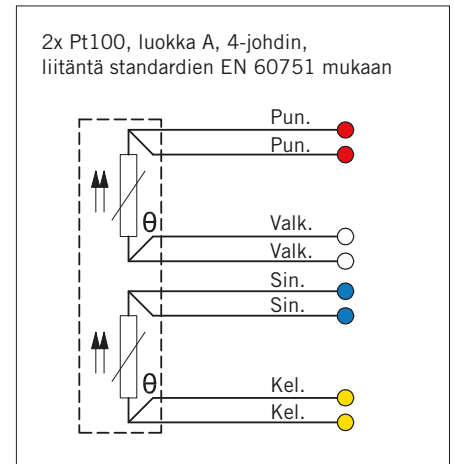 2x Pt100, luokka A, 4-johdin,
liitäntä standardien EN 60751 mukaan
Pun.
Pun.
θ
Valk.
Valk.
Sin.
Sin.
θ
Kel.
Kel.